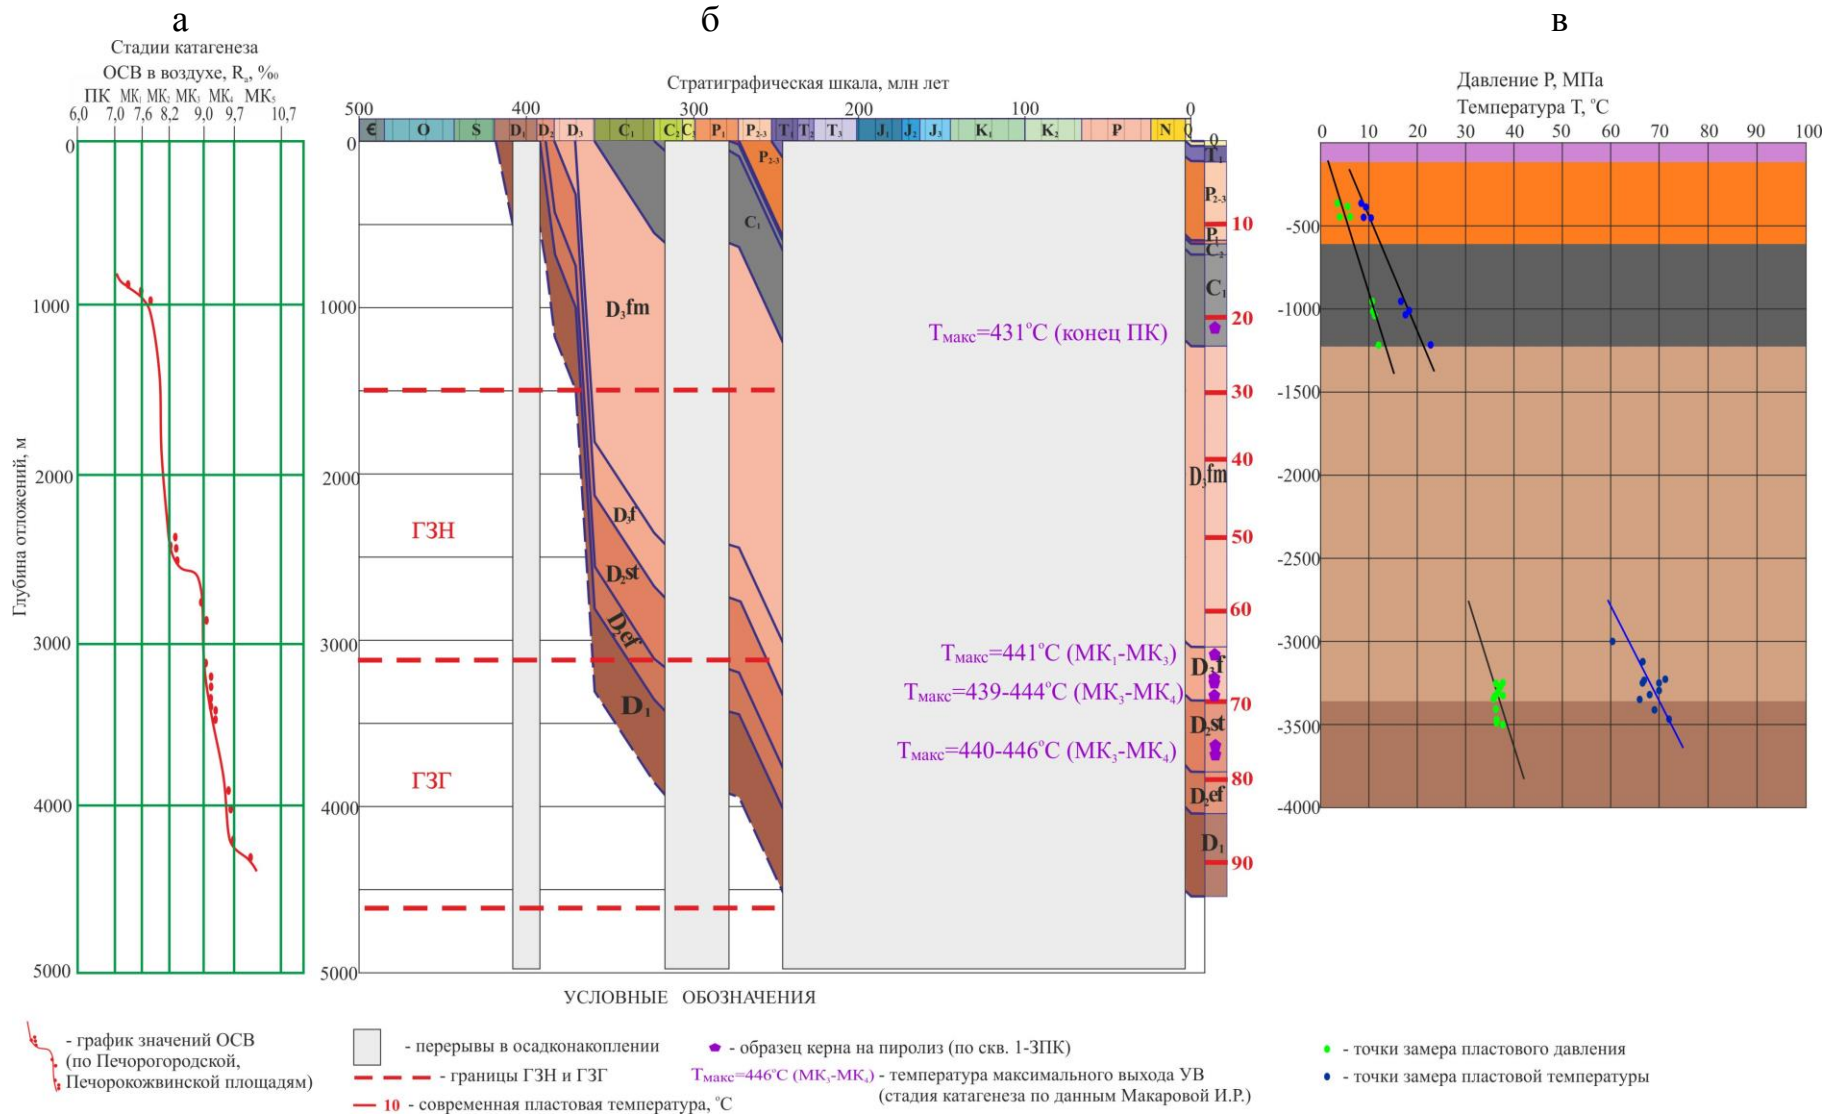 а
б
в
Стадии катагенеза
ОСВ в воздухе, Rₐ, ‰
ПК МК₁ МК₂ МК₃ МК₄ МК₅
6,0 7,0 7,6 8,2 9,0 9,7 10,7
0
1000
2000
3000
4000
5000
Глубина отложений, м
Стратиграфическая шкала, млн лет
500 400 300 200 100 0
Є O S D₁ D₂ D₃ C₁ C₂ C₃ P₁ P₂₋₃ T₁ T₂ T₃ J₁ J₂ J₃ K₁ K₂ P N Q
0
1000
2000
3000
4000
5000
P₂₋₃
C₁
D₃fm
D₃f
D₂st
D₂ef
D₁
ГЗН
ГЗГ
Tмакс=431°C (конец ПК)
Tмакс=441°C (МК₁-МК₃)
Tмакс=439-444°C (МК₃-МК₄)
Tмакс=440-446°C (МК₃-МК₄)
Q
T₁
P₂₋₃
P₁
C₂
C₁
D₃fm
D₃f
D₂st
D₂ef
D₁
10
20
30
40
50
60
70
80
90
Давление P, МПа
Температура T, °C
0 10 20 30 40 50 60 70 80 90 100
-500
-1000
-1500
-2000
-2500
-3000
-3500
-4000
УСЛОВНЫЕ ОБОЗНАЧЕНИЯ
- график значений ОСВ
(по Печорогородской,
Печорокожвинской площадям)
- перерывы в осадконакоплении
- границы ГЗН и ГЗГ
10 - современная пластовая температура, °C
- образец керна на пиролиз (по скв. 1-ЗПК)
Tмакс=446°C (МК₃-МК₄) - температура максимального выхода УВ
(стадия катагенеза по данным Макаровой И.Р.)
- точки замера пластового давления
- точки замера пластовой температуры